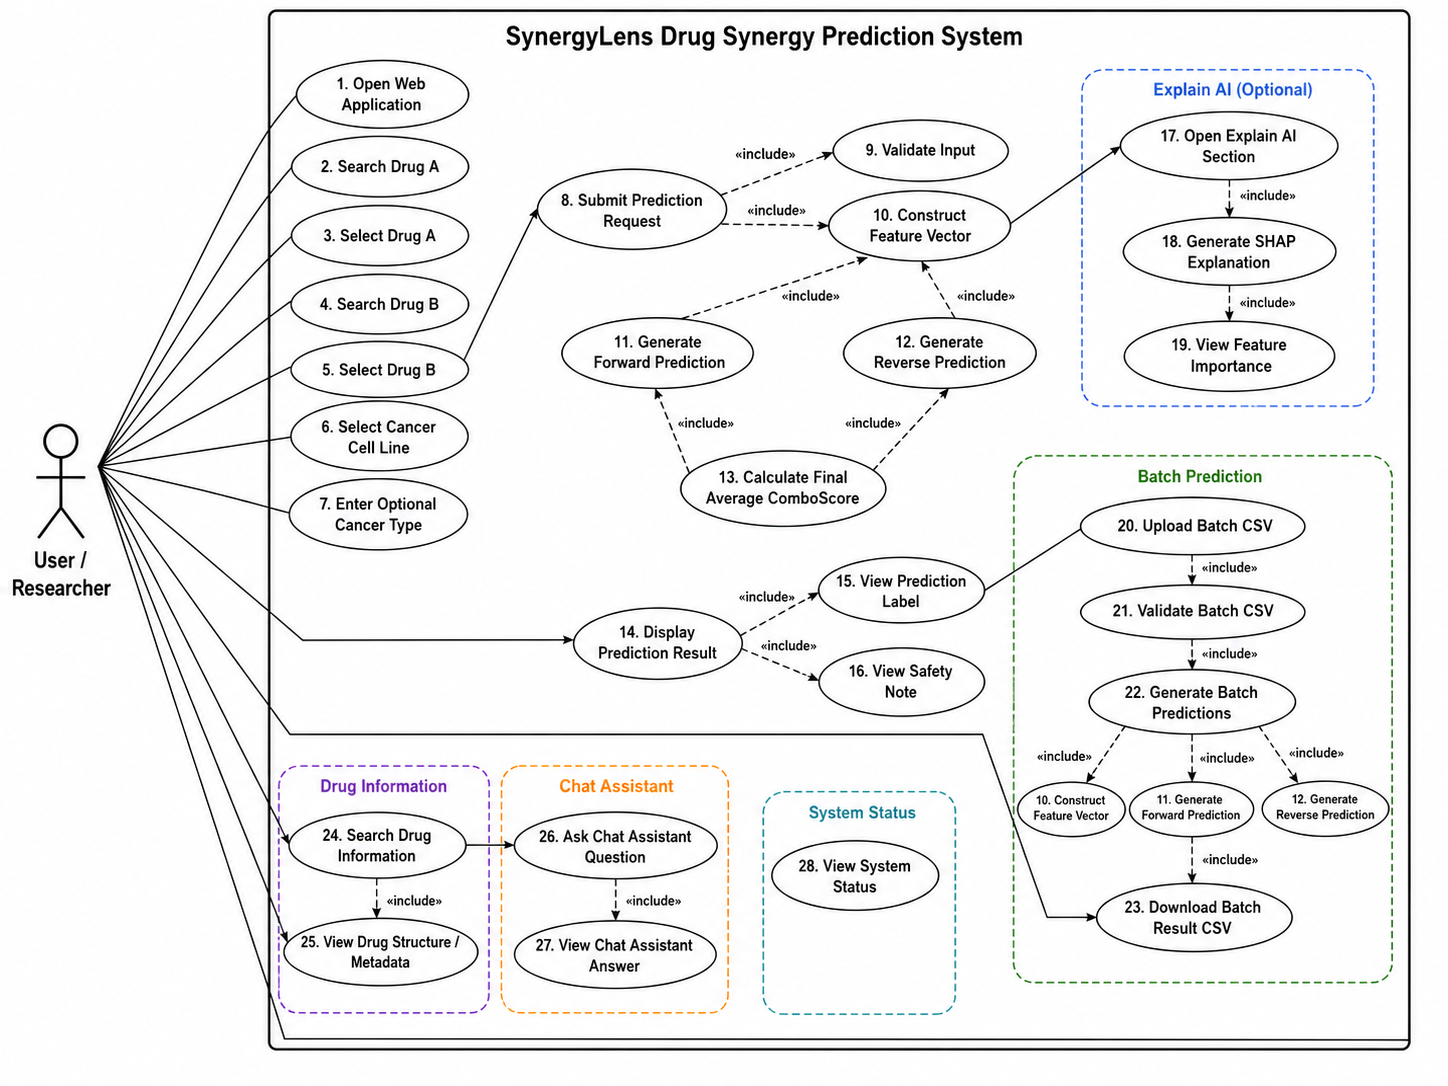 SynergyLens Drug Synergy Prediction System
1. Open Web
Application
2. Search Drug A
3. Select Drug A
4. Search Drug B
5. Select Drug B
6. Select Cancer
Cell Line
7. Enter Optional
Cancer Type
User /
Researcher
8. Submit Prediction
Request
«include»
9. Validate Input
«include»
10. Construct
Feature Vector
«include»
«include»
11. Generate
Forward Prediction
12. Generate
Reverse Prediction
«include»
«include»
13. Calculate Final
Average ComboScore
14. Display
Prediction Result
«include»
15. View Prediction
Label
«include»
16. View Safety
Note
Explain AI (Optional)
17. Open Explain AI
Section
«include»
18. Generate SHAP
Explanation
«include»
19. View Feature
Importance
Batch Prediction
20. Upload Batch CSV
«include»
21. Validate Batch CSV
«include»
22. Generate Batch
Predictions
«include»
«include»
«include»
10. Construct
Feature Vector
11. Generate
Forward Prediction
12. Generate
Reverse Prediction
«include»
23. Download Batch
Result CSV
Drug Information
24. Search Drug
Information
«include»
25. View Drug Structure /
Metadata
Chat Assistant
26. Ask Chat Assistant
Question
«include»
27. View Chat Assistant
Answer
System Status
28. View System
Status